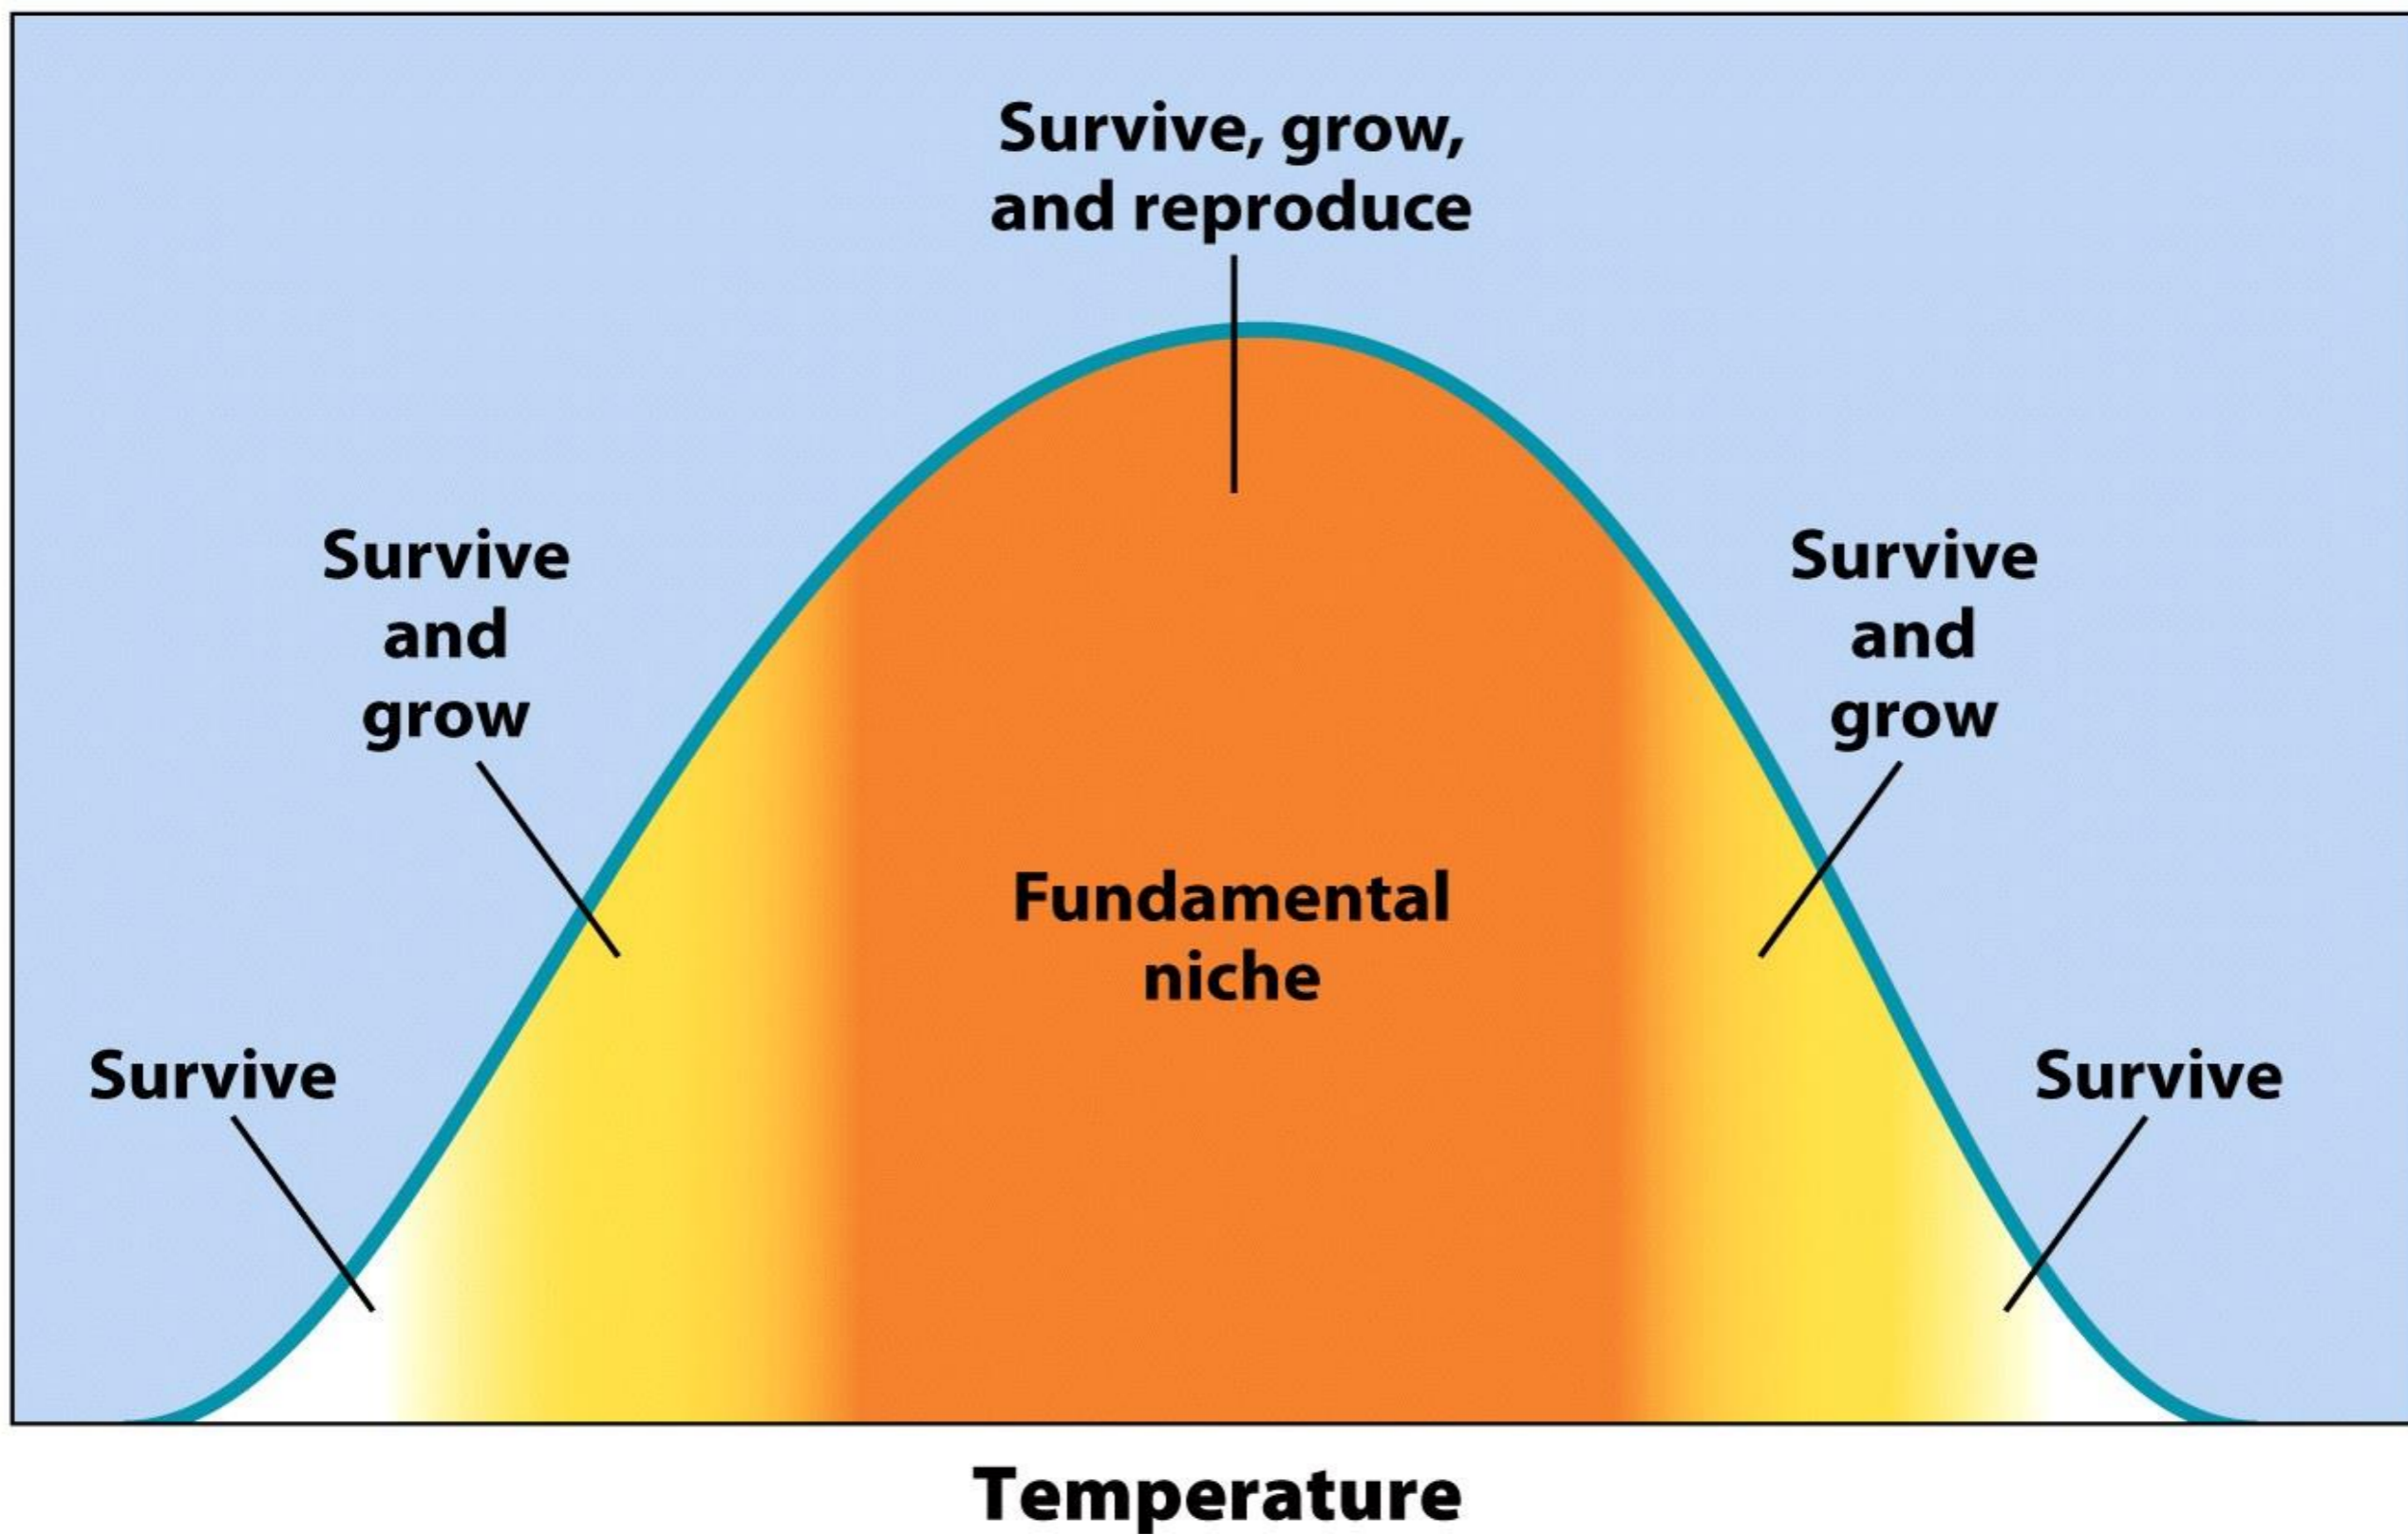 Survive, grow,
and reproduce
Survive
and
grow
Survive
and
grow
Fundamental
niche
Survive
Survive
Temperature